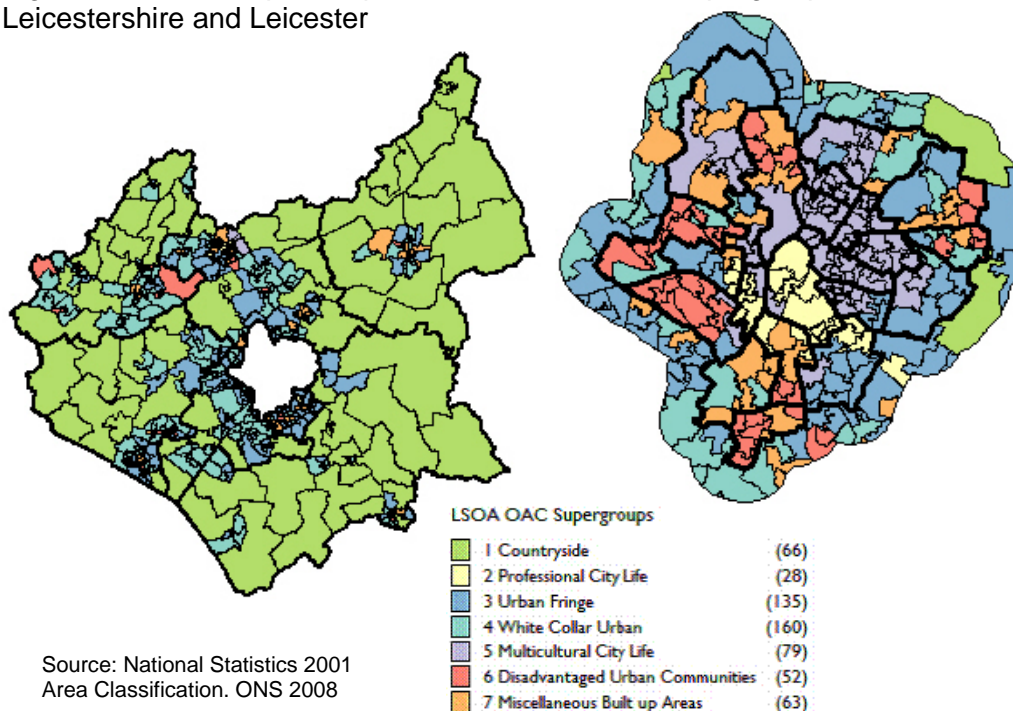 Leicestershire and Leicester
LSOA OAC Supergroups
1 Countryside (66)
2 Professional City Life (28)
3 Urban Fringe (135)
4 White Collar Urban (160)
5 Multicultural City Life (79)
6 Disadvantaged Urban Communities (52)
7 Miscellaneous Built up Areas (63)
Source: National Statistics 2001
Area Classification. ONS 2008